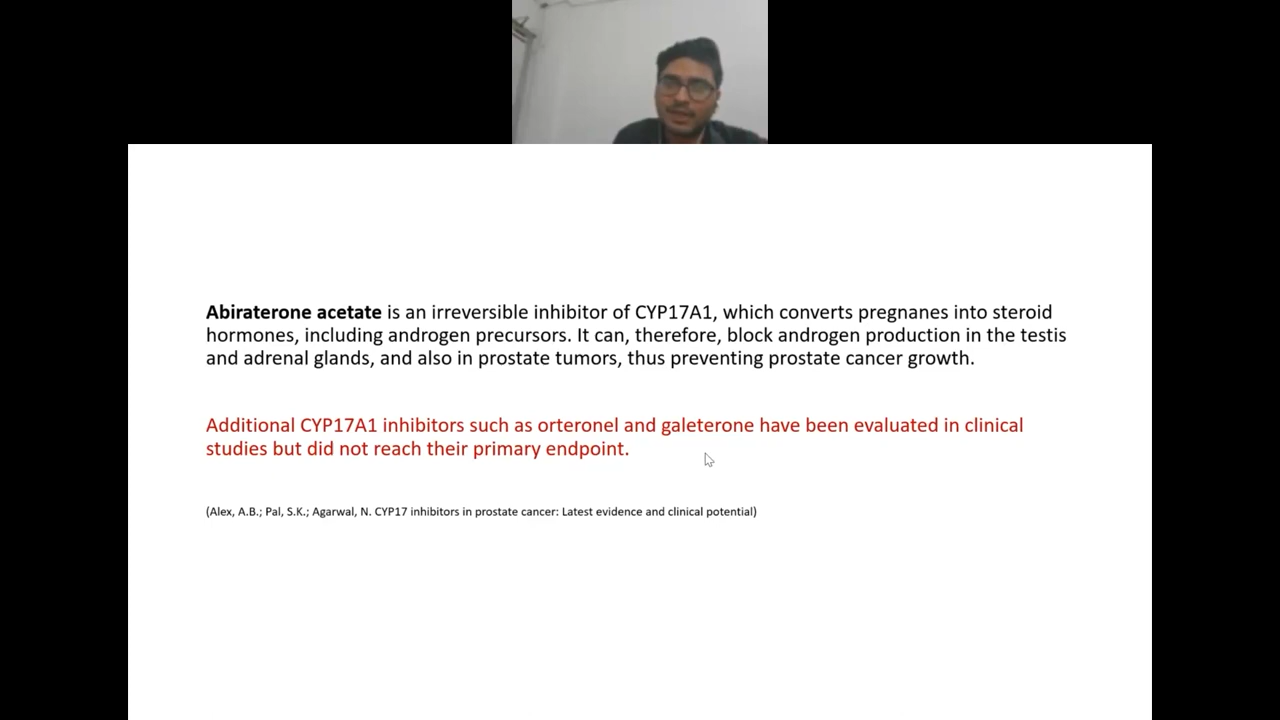 Abiraterone acetate is an irreversible inhibitor of CYP17A1, which converts pregnanes into steroid
hormones, including androgen precursors. It can, therefore, block androgen production in the testis
and adrenal glands, and also in prostate tumors, thus preventing prostate cancer growth.
Additional CYP17A1 inhibitors such as orteronel and galeterone have been evaluated in clinical
studies but did not reach their primary endpoint.
(Alex, A.B.; Pal, S.K.; Agarwal, N. CYP17 inhibitors in prostate cancer: Latest evidence and clinical potential)